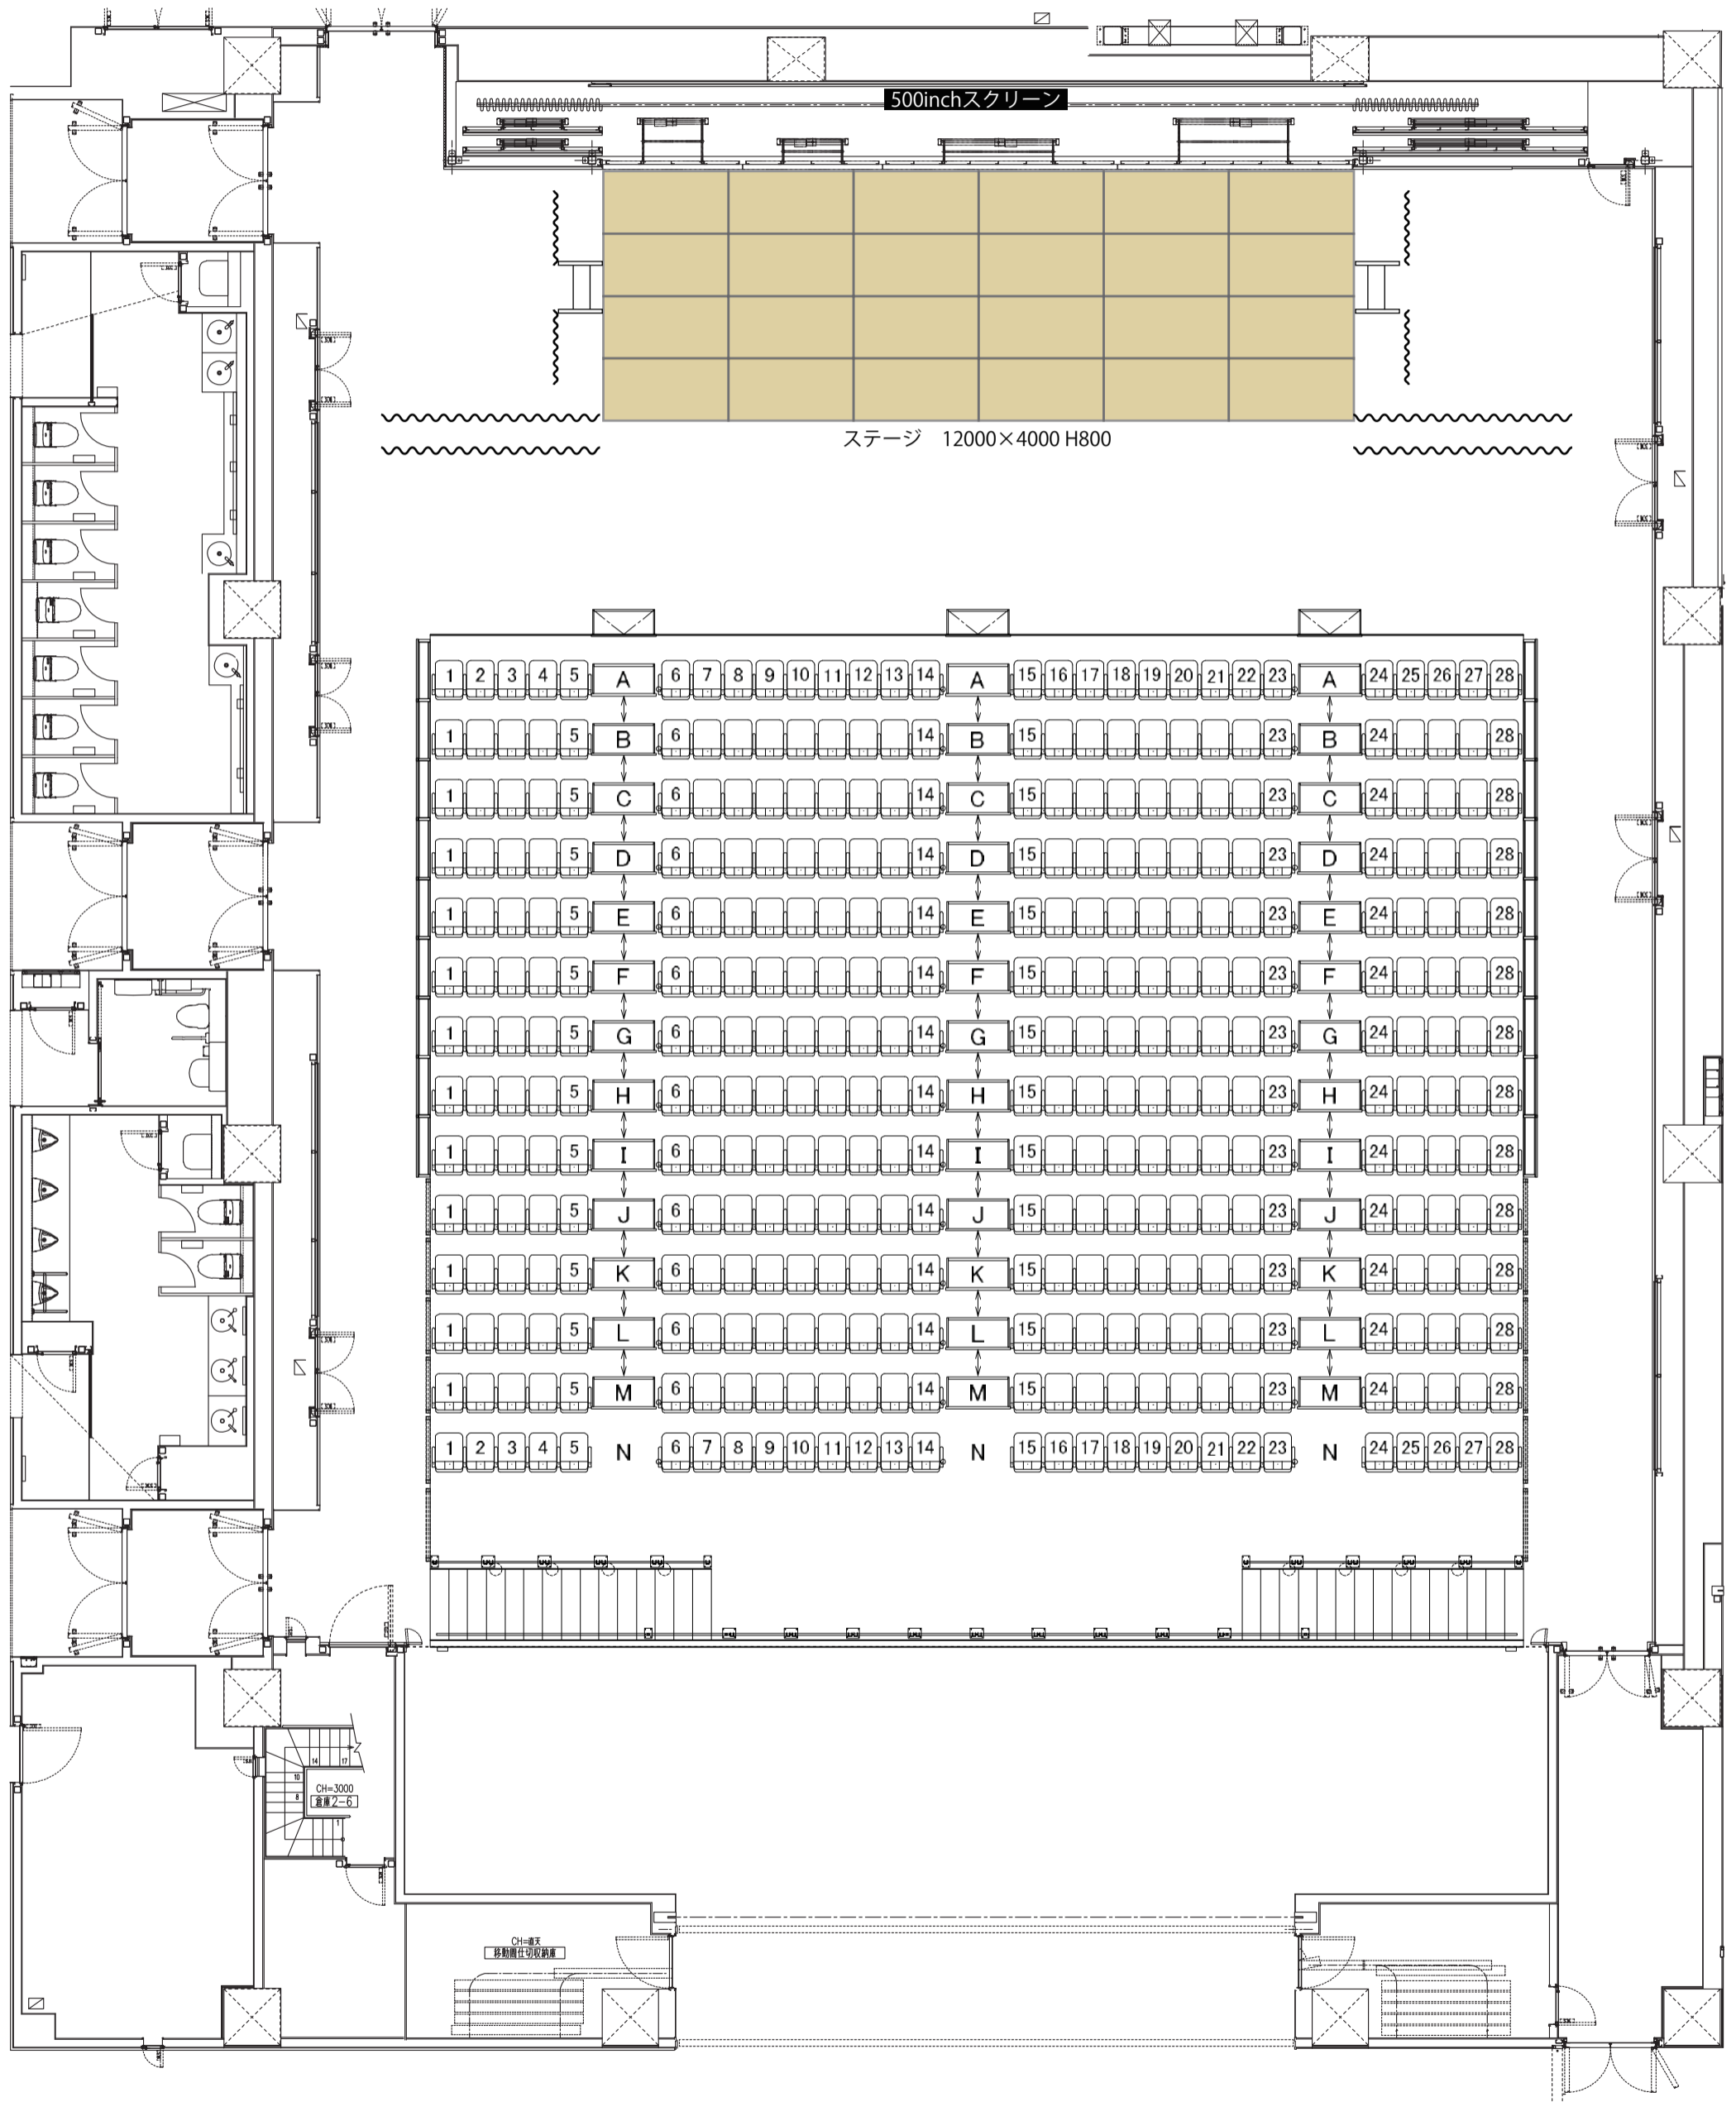 500inchスクリーン
ステージ 12000×4000 H800
1 2 3 4 5 A 6 7 8 9 10 11 12 13 14 A 15 16 17 18 19 20 21 22 23 A 24 25 26 27 28
1 5 B 6 14 B 15 23 B 24 28
1 5 C 6 14 C 15 23 C 24 28
1 5 D 6 14 D 15 23 D 24 28
1 5 E 6 14 E 15 23 E 24 28
1 5 F 6 14 F 15 23 F 24 28
1 5 G 6 14 G 15 23 G 24 28
1 5 H 6 14 H 15 23 H 24 28
1 5 I 6 14 I 15 23 I 24 28
1 5 J 6 14 J 15 23 J 24 28
1 5 K 6 14 K 15 23 K 24 28
1 5 L 6 14 L 15 23 L 24 28
1 5 M 6 14 M 15 23 M 24 28
1 2 3 4 5 N 6 7 8 9 10 11 12 13 14 N 15 16 17 18 19 20 21 22 23 N 24 25 26 27 28
14 17
10
8
1
CH=3000
倉庫2-6
CH=直天
移動間仕切収納庫